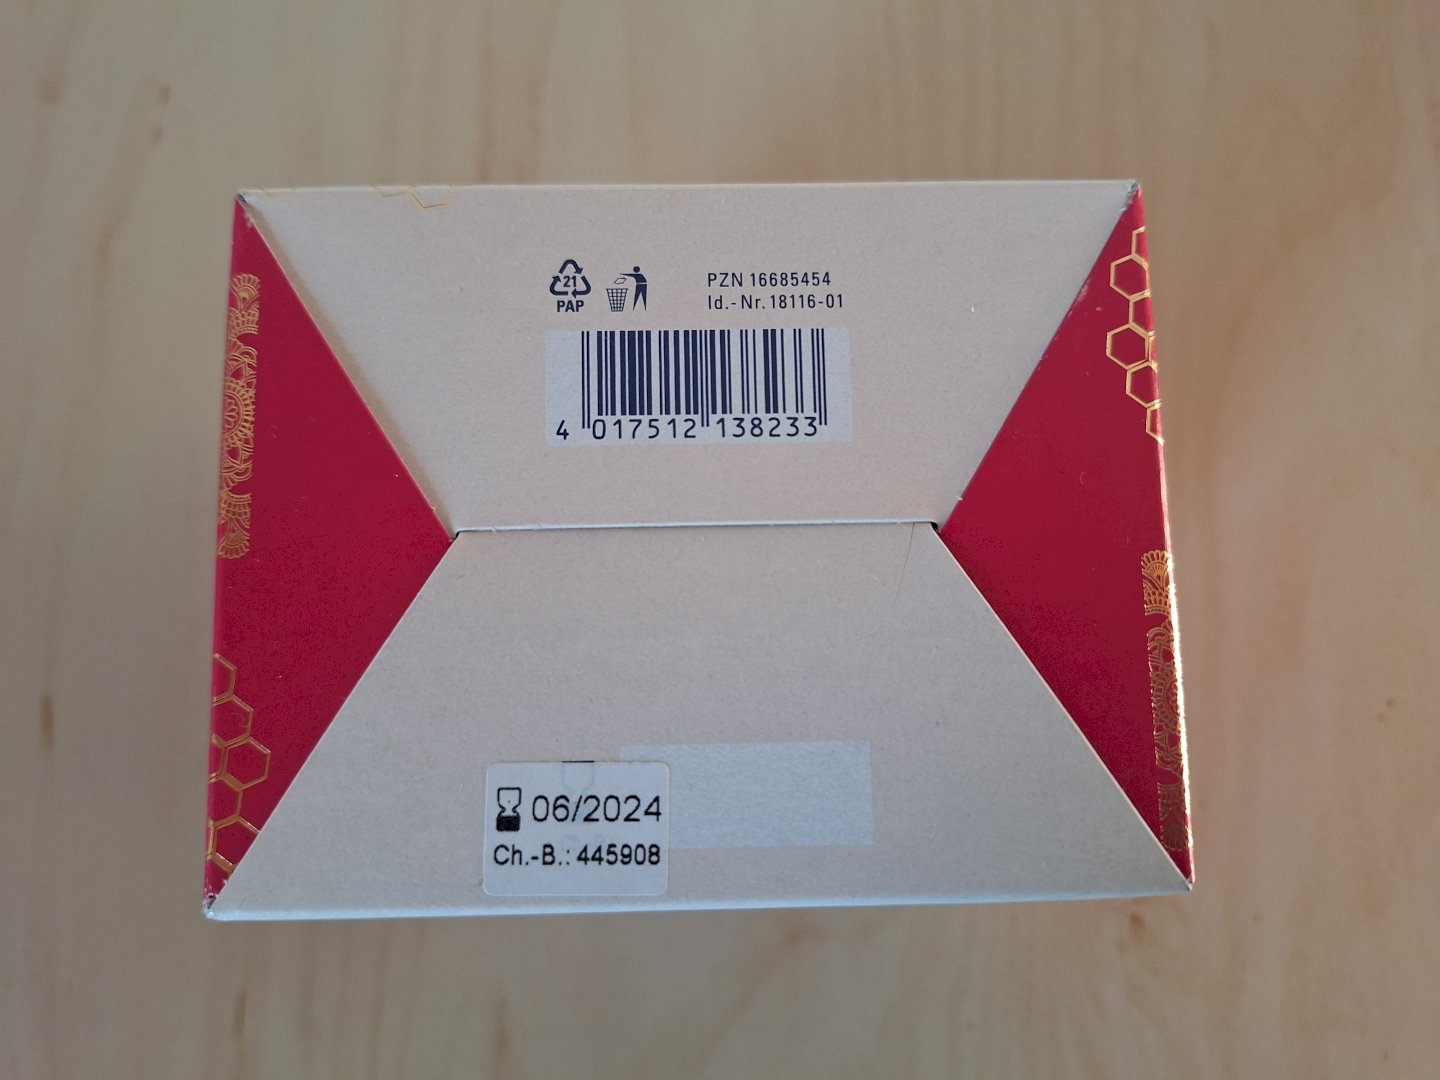 21
PAP
PZN 16685454
Id.-Nr. 18116-01
4 017512 138233
06/2024
Ch.-B.: 445908